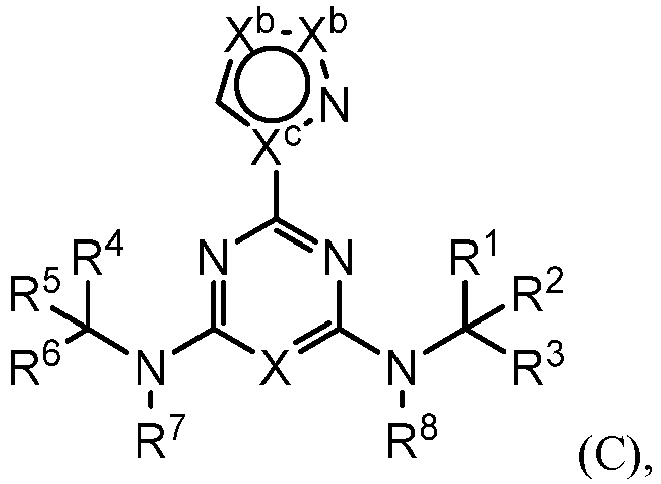 X^b X^b
N
X^c
N N
R^4 R^1
R^5 R^2
R^6 N X N R^3
R^7 R^8
(C),